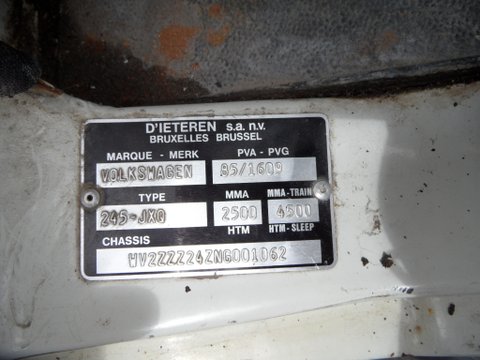 D'IETEREN s.a. n.v.
BRUXELLES BRUSSEL
MARQUE - MERK PVA - PVG
VOLKSWAGEN 85/1609
TYPE MMA MMA-TRAIN
245-JXQ 2500 4500
HTM HTM-SLEEP
CHASSIS
WV2ZZZ24ZNG001062